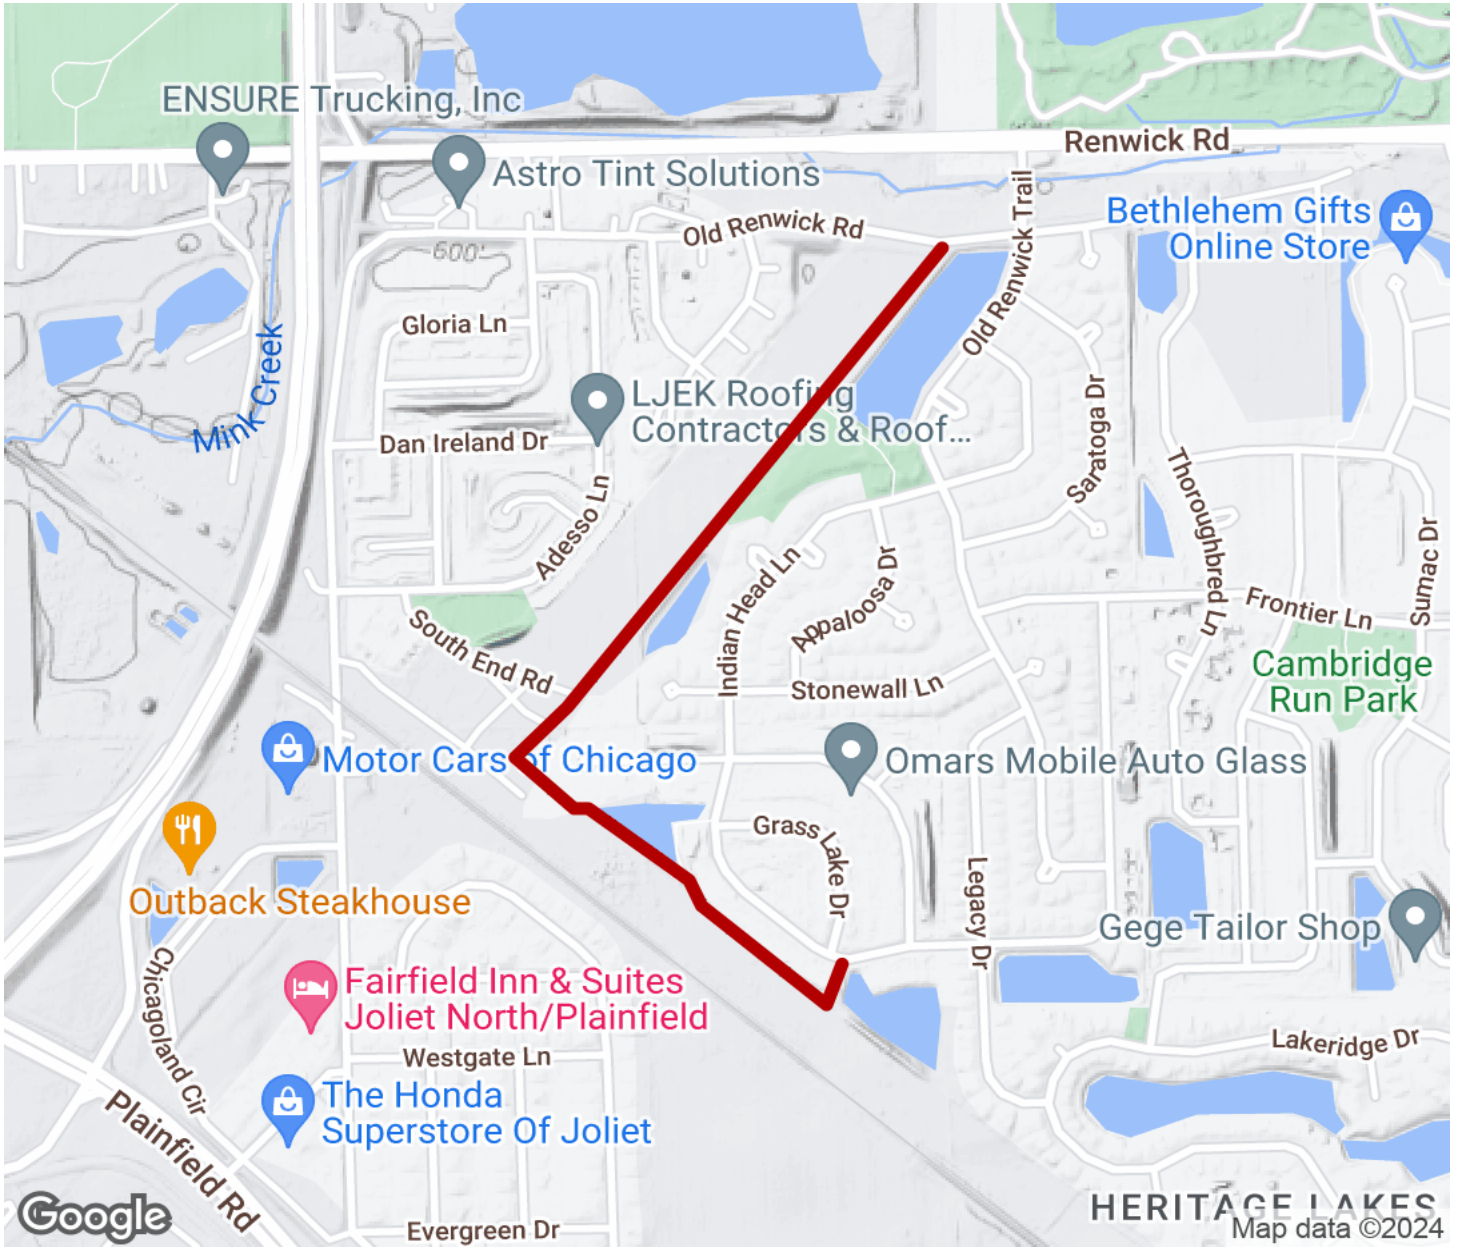 ENSURE Trucking, Inc
Renwick Rd
Astro Tint Solutions
Old Renwick Rd
Old Renwick Trail
Bethlehem Gifts
Online Store
600'
Gloria Ln
Mink Creek
LJEK Roofing
Contractors & Roof...
Dan Ireland Dr
Adesso Ln
Saratoga Dr
Thoroughbred Ln
Sumac Dr
Indian Head Ln
Appaloosa Dr
Frontier Ln
South End Rd
Stonewall Ln
Cambridge
Run Park
Motor Cars of Chicago
Omars Mobile Auto Glass
Grass Lake Dr
Legacy Dr
Outback Steakhouse
Gege Tailor Shop
Chicagoland Cir
Fairfield Inn & Suites
Joliet North/Plainfield
Westgate Ln
Lakeridge Dr
The Honda
Superstore Of Joliet
Plainfield Rd
HERITAGE LAKES
Google
Evergreen Dr
Map data ©2024